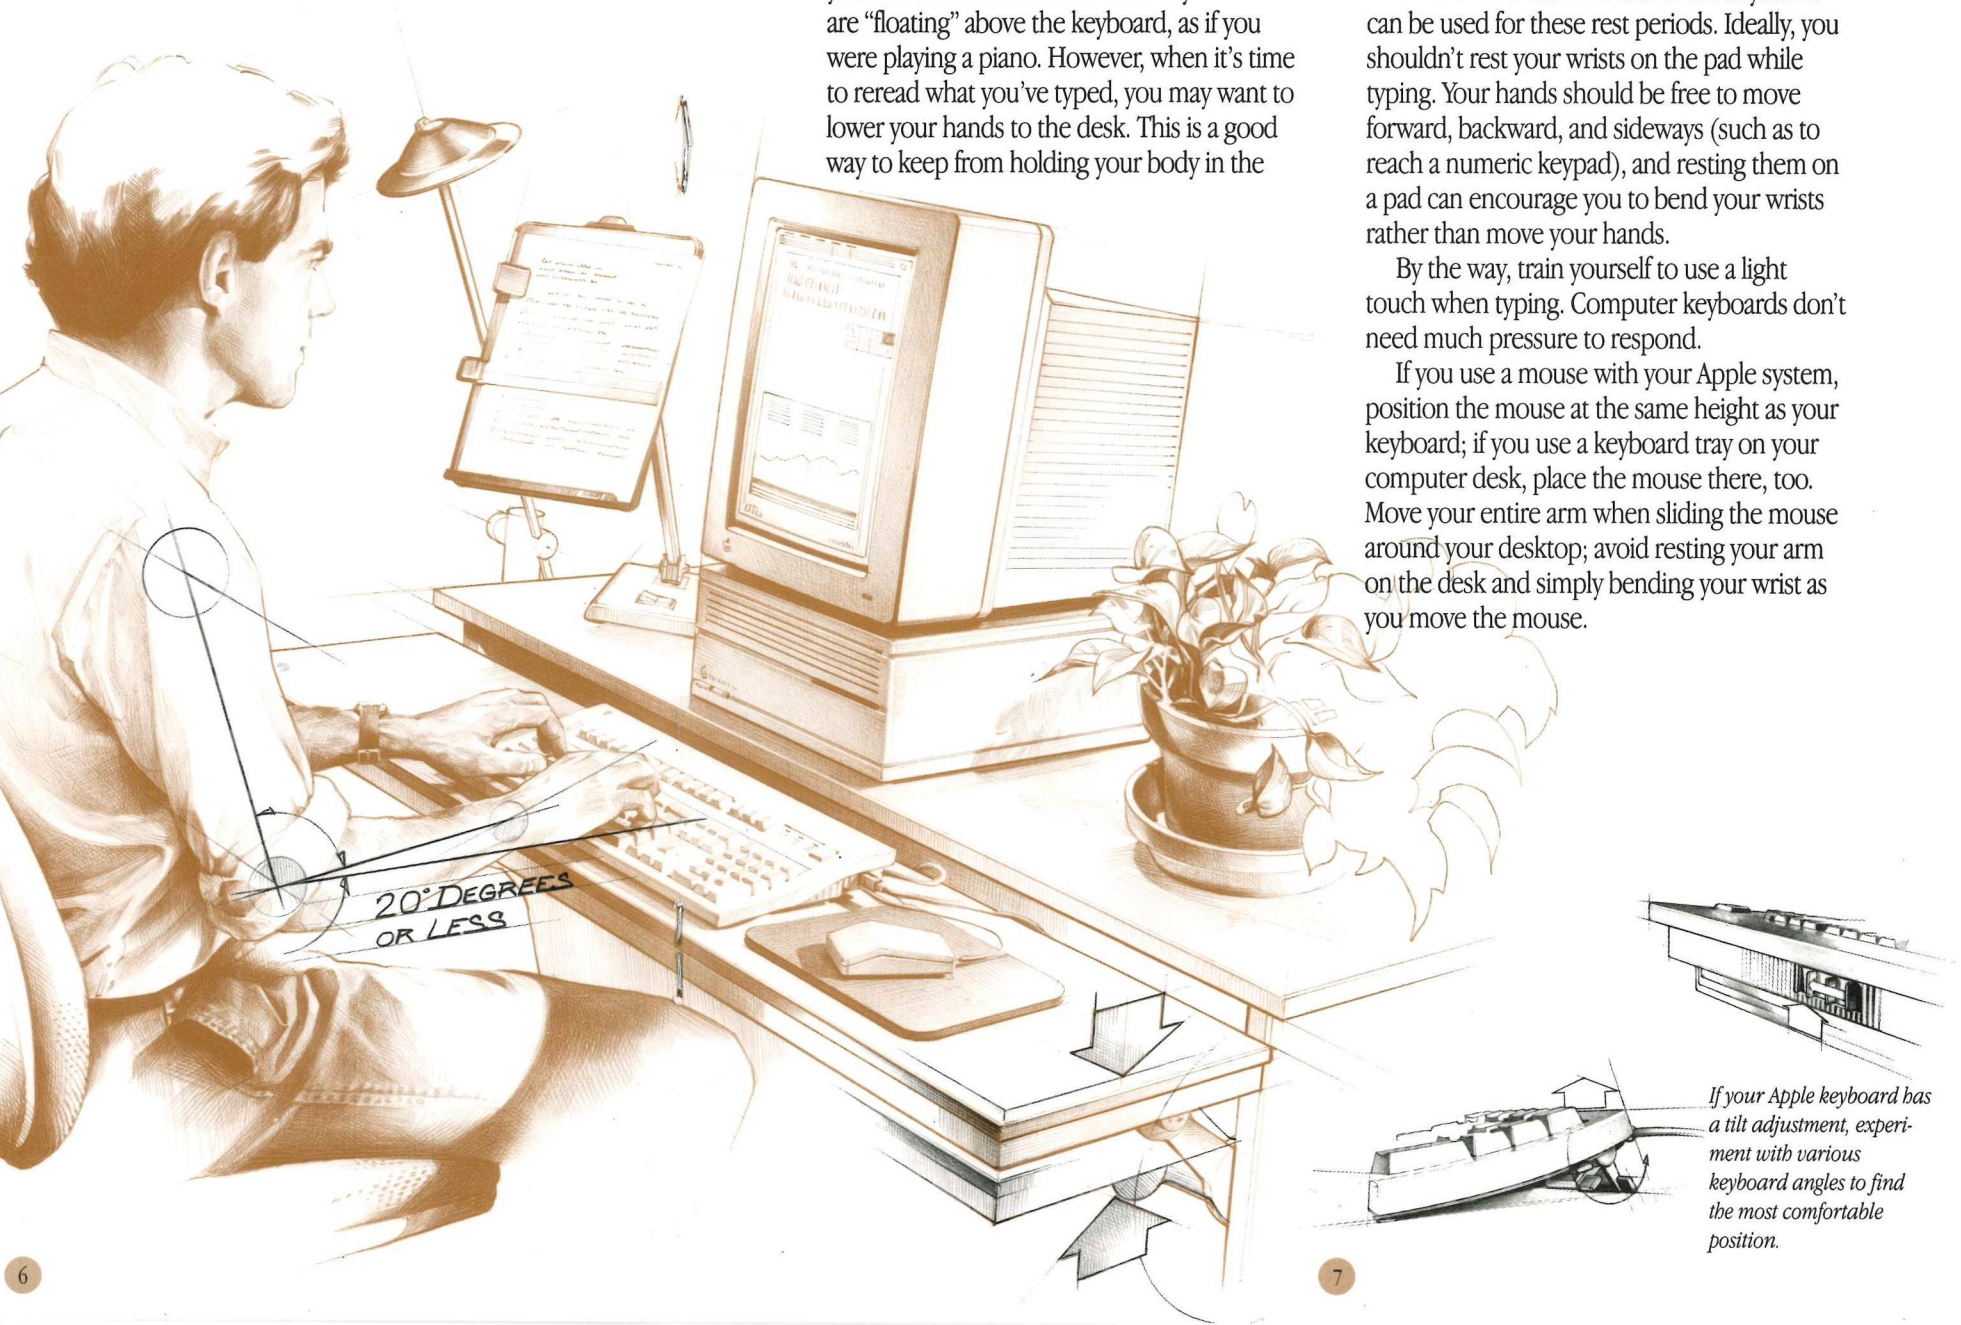 are “floating” above the keyboard, as if you
were playing a piano. However, when it's time
to reread what you've typed, you may want to
lower your hands to the desk. This is a good
way to keep from holding your body in the
20° DEGREES
OR LESS
6
can be used for these rest periods. Ideally, you
shouldn't rest your wrists on the pad while
typing. Your hands should be free to move
forward, backward, and sideways (such as to
reach a numeric keypad), and resting them on
a pad can encourage you to bend your wrists
rather than move your hands.
By the way, train yourself to use a light
touch when typing. Computer keyboards don't
need much pressure to respond.
If you use a mouse with your Apple system,
position the mouse at the same height as your
keyboard; if you use a keyboard tray on your
computer desk, place the mouse there, too.
Move your entire arm when sliding the mouse
around your desktop; avoid resting your arm
on the desk and simply bending your wrist as
you move the mouse.
If your Apple keyboard has
a tilt adjustment, experi-
ment with various
keyboard angles to find
the most comfortable
position.
7